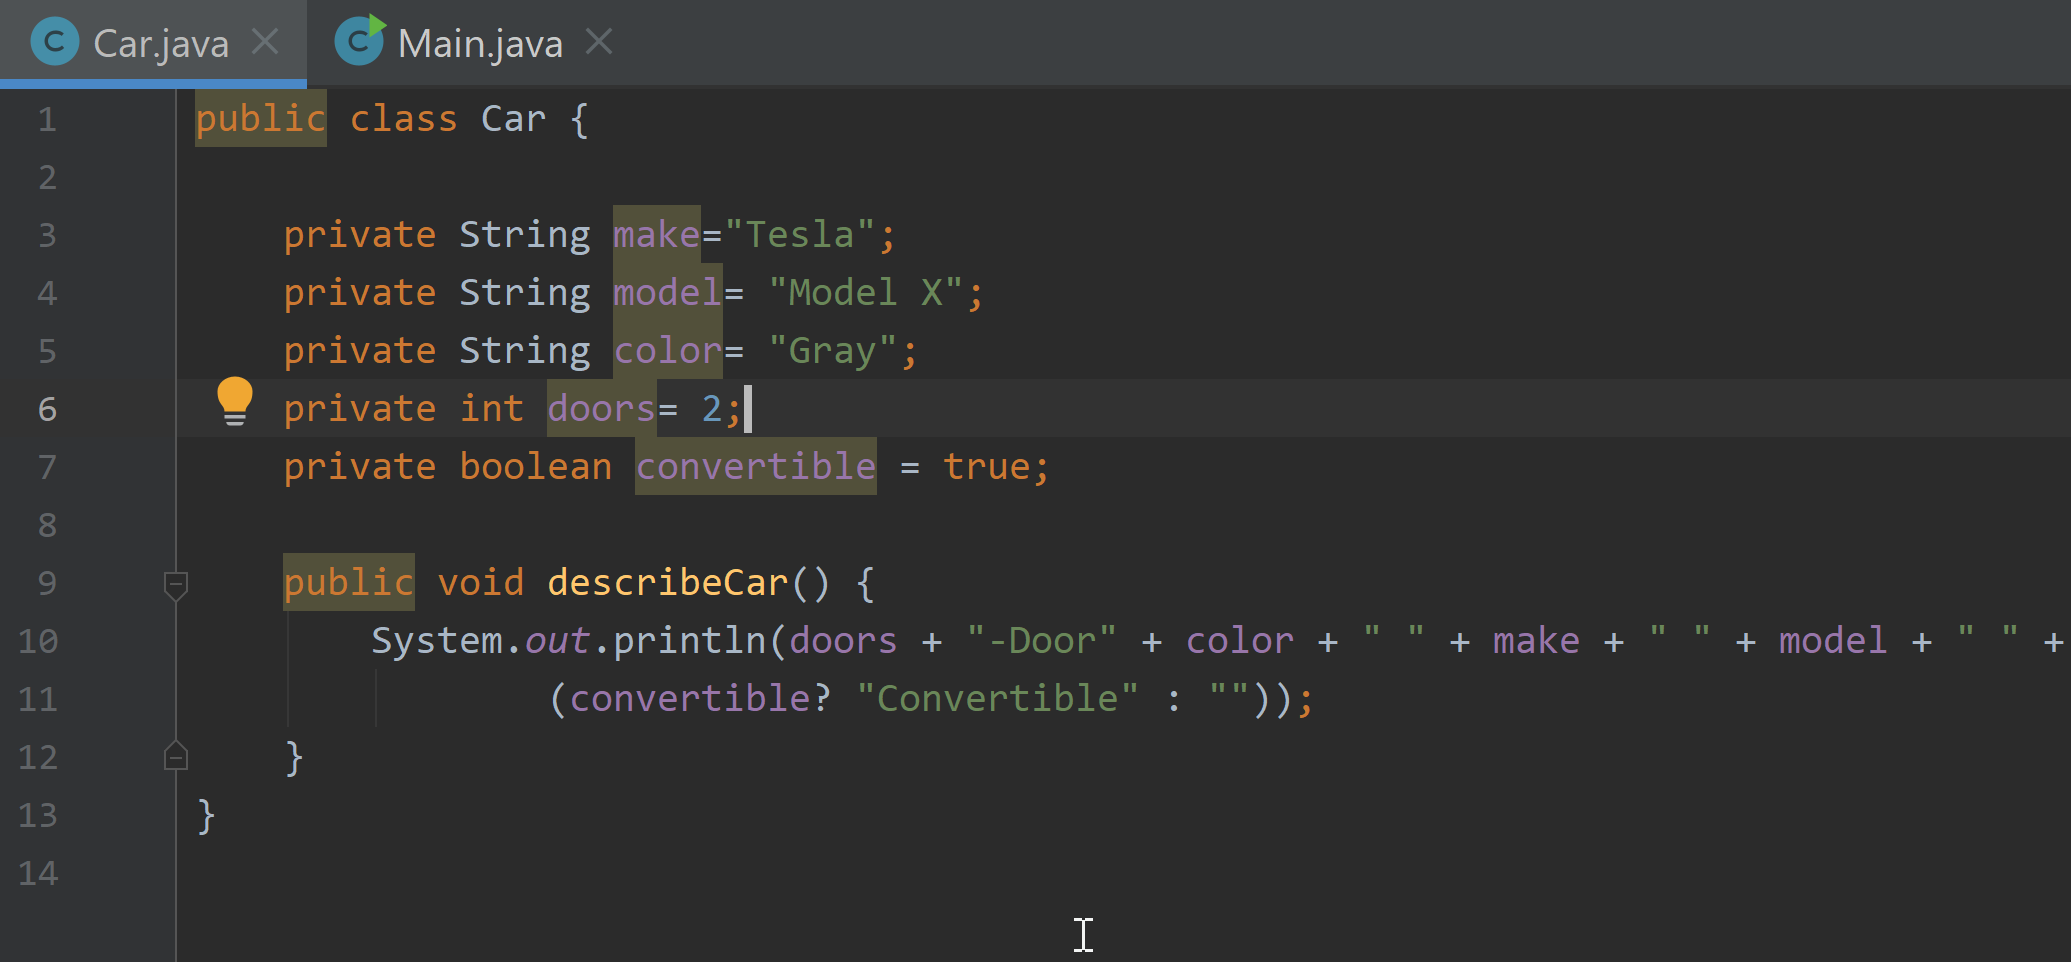 Car.java Main.java
1 public class Car {
2
3     private String make="Tesla";
4     private String model= "Model X";
5     private String color= "Gray";
6     private int doors= 2;
7     private boolean convertible = true;
8
9     public void describeCar() {
10         System.out.println(doors + "-Door" + color + " " + make + " " + model + " " +
11                 (convertible? "Convertible" : ""));
12     }
13 }
14